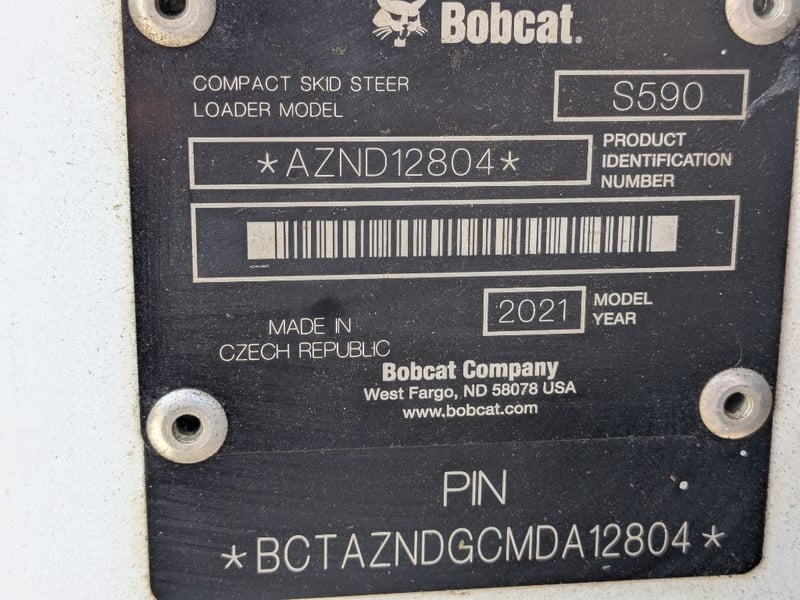 Bobcat.
COMPACT SKID STEER
LOADER MODEL
S590
*AZND12804*
PRODUCT
IDENTIFICATION
NUMBER
2021
MODEL
YEAR
MADE IN
CZECH REPUBLIC
Bobcat Company
West Fargo, ND 58078 USA
www.bobcat.com
PIN
*BCTAZNDGCMDA12804*